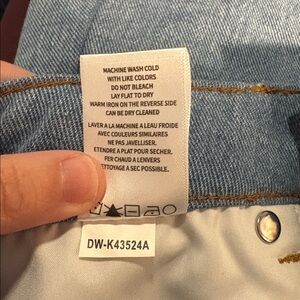 MACHINE WASH COLD
WITH LIKE COLORS
DO NOT BLEACH
LAY FLAT TO DRY
WARM IRON ON THE REVERSE SIDE
CAN BE DRY CLEANED
LAVER A LA MACHINE A LEAU FROIDE
AVEC COULEURS SIMILAIRES
NE PAS JAVELLISER.
ETENDRE A PLAT POUR SECHER.
FER CHAUD A LENVERS
NETTOYAGE A SEC POSSIBLE.
DW-K43524A